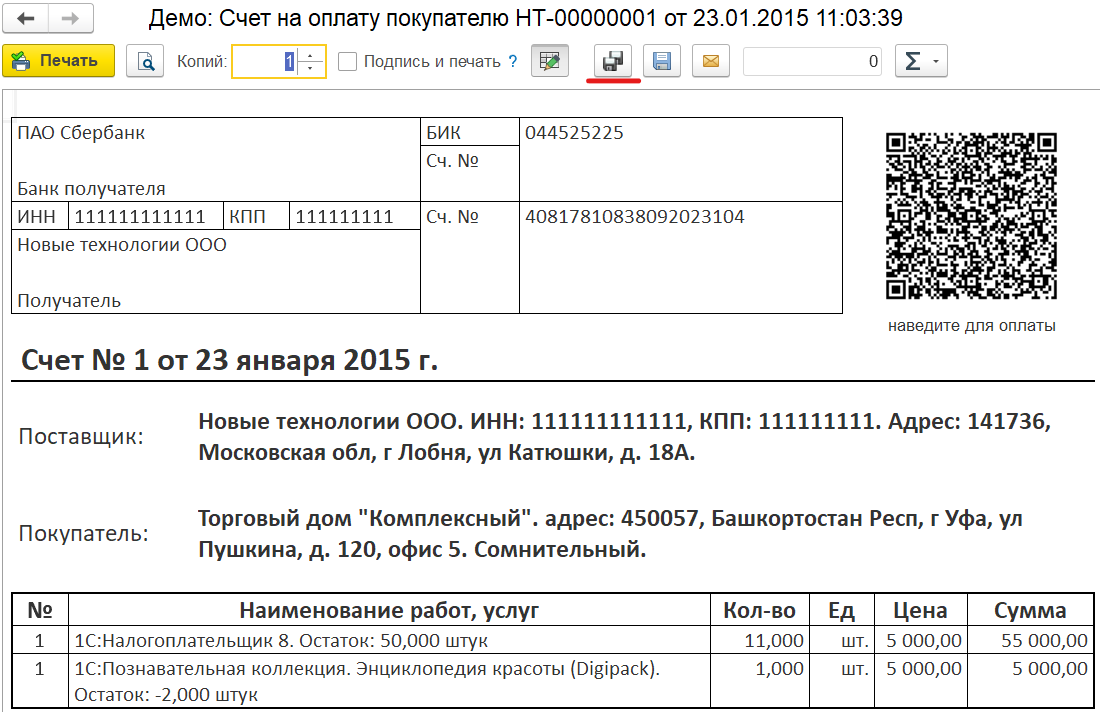 Демо: Счет на оплату покупателю НТ-00000001 от 23.01.2015 11:03:39
Печать Копий: 1 Подпись и печать ? 0 Σ
ПАО Сбербанк БИК 044525225
Сч. №
Банк получателя
ИНН 111111111111 КПП 111111111 Сч. № 40817810838092023104
Новые технологии ООО
Получатель
наведите для оплаты
Счет № 1 от 23 января 2015 г.
Поставщик: Новые технологии ООО. ИНН: 111111111111, КПП: 111111111. Адрес: 141736,
Московская обл, г Лобня, ул Катюшки, д. 18А.
Покупатель: Торговый дом "Комплексный". адрес: 450057, Башкортостан Респ, г Уфа, ул
Пушкина, д. 120, офис 5. Сомнительный.
№ Наименование работ, услуг Кол-во Ед Цена Сумма
1 1С:Налогоплательщик 8. Остаток: 50,000 штук 11,000 шт. 5 000,00 55 000,00
1 1С:Познавательная коллекция. Энциклопедия красоты (Digipack). 1,000 шт. 5 000,00 5 000,00
Остаток: -2,000 штук